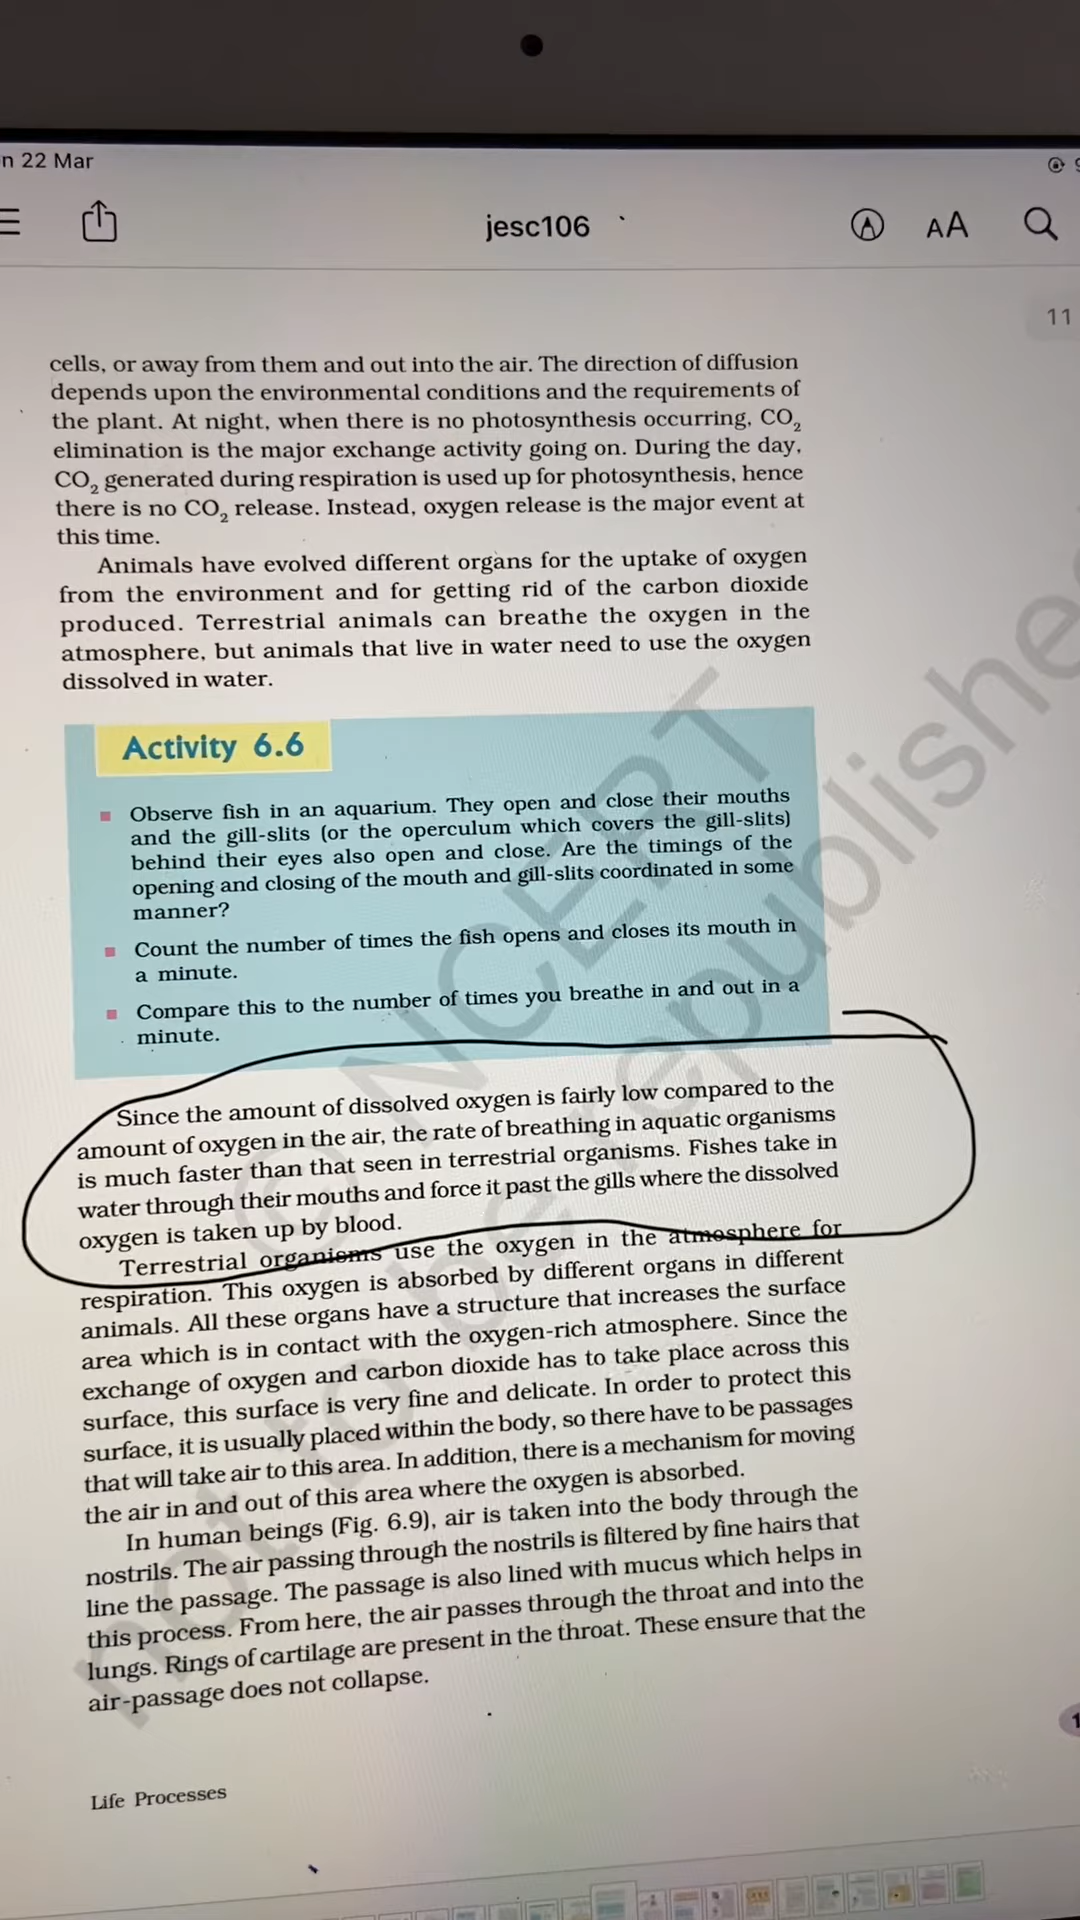 n 22 Mar
jesc106
AA
11
cells, or away from them and out into the air. The direction of diffusion
depends upon the environmental conditions and the requirements of
the plant. At night, when there is no photosynthesis occurring, CO₂
elimination is the major exchange activity going on. During the day,
CO₂ generated during respiration is used up for photosynthesis, hence
there is no CO₂ release. Instead, oxygen release is the major event at
this time.
Animals have evolved different organs for the uptake of oxygen
from the environment and for getting rid of the carbon dioxide
produced. Terrestrial animals can breathe the oxygen in the
atmosphere, but animals that live in water need to use the oxygen
dissolved in water.
Activity 6.6
Observe fish in an aquarium. They open and close their mouths
and the gill-slits (or the operculum which covers the gill-slits)
behind their eyes also open and close. Are the timings of the
opening and closing of the mouth and gill-slits coordinated in some
manner?
Count the number of times the fish opens and closes its mouth in
a minute.
Compare this to the number of times you breathe in and out in a
minute.
Since the amount of dissolved oxygen is fairly low compared to the
amount of oxygen in the air, the rate of breathing in aquatic organisms
is much faster than that seen in terrestrial organisms. Fishes take in
water through their mouths and force it past the gills where the dissolved
oxygen is taken up by blood.
Terrestrial organisms use the oxygen in the atmosphere for
respiration. This oxygen is absorbed by different organs in different
animals. All these organs have a structure that increases the surface
area which is in contact with the oxygen-rich atmosphere. Since the
exchange of oxygen and carbon dioxide has to take place across this
surface, this surface is very fine and delicate. In order to protect this
surface, it is usually placed within the body, so there have to be passages
that will take air to this area. In addition, there is a mechanism for moving
the air in and out of this area where the oxygen is absorbed.
In human beings (Fig. 6.9), air is taken into the body through the
nostrils. The air passing through the nostrils is filtered by fine hairs that
line the passage. The passage is also lined with mucus which helps in
this process. From here, the air passes through the throat and into the
lungs. Rings of cartilage are present in the throat. These ensure that the
air-passage does not collapse.
Life Processes
© NCERT
not to be republishe